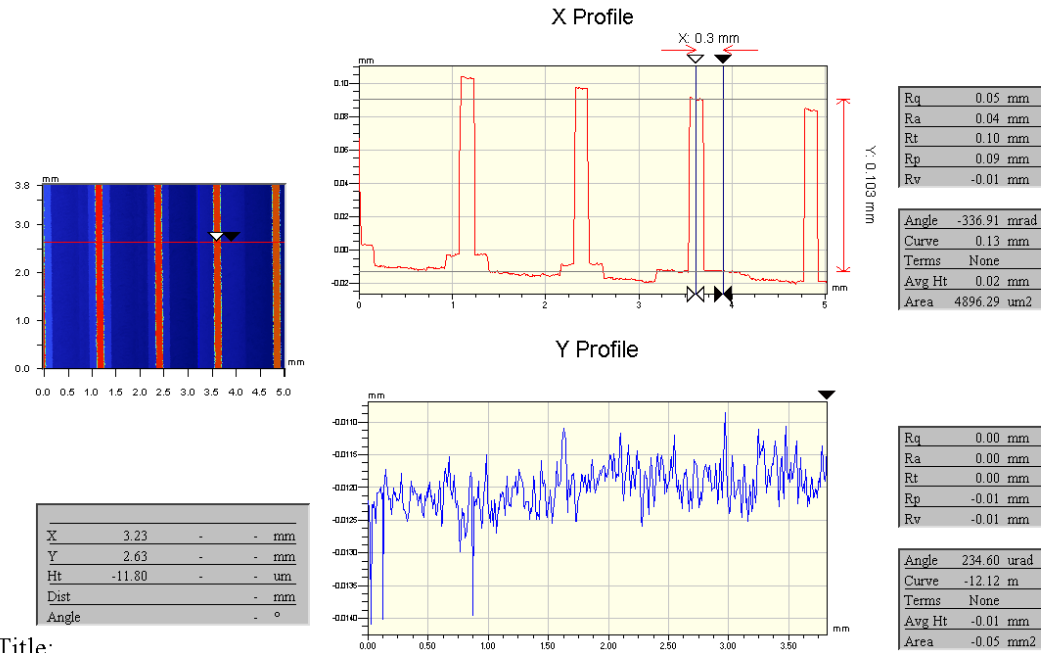 X Profile
X: 0.3 mm
mm
0.10
0.08
0.06
0.04
0.02
0.00
-0.02
0 1 2 3 4 5
mm
Y: 0.103 mm
Rq 0.05 mm
Ra 0.04 mm
Rt 0.10 mm
Rp 0.09 mm
Rv -0.01 mm
Angle -336.91 mrad
Curve 0.13 mm
Terms None
Avg Ht 0.02 mm
Area 4896.29 um2
mm
3.8
3.0
2.0
1.0
0.0
mm
0.0 0.5 1.0 1.5 2.0 2.5 3.0 3.5 4.0 4.5 5.0
Y Profile
mm
-0.0110
-0.0115
-0.0120
-0.0125
-0.0130
-0.0135
-0.0140
mm
0.00 0.50 1.00 1.50 2.00 2.50 3.00 3.50
Rq 0.00 mm
Ra 0.00 mm
Rt 0.00 mm
Rp -0.01 mm
Rv -0.01 mm
Angle 234.60 urad
Curve -12.12 m
Terms None
Avg Ht -0.01 mm
Area -0.05 mm2
X 3.23 - - mm
Y 2.63 - - mm
Ht -11.80 - - um
Dist - mm
Angle - °
Title: